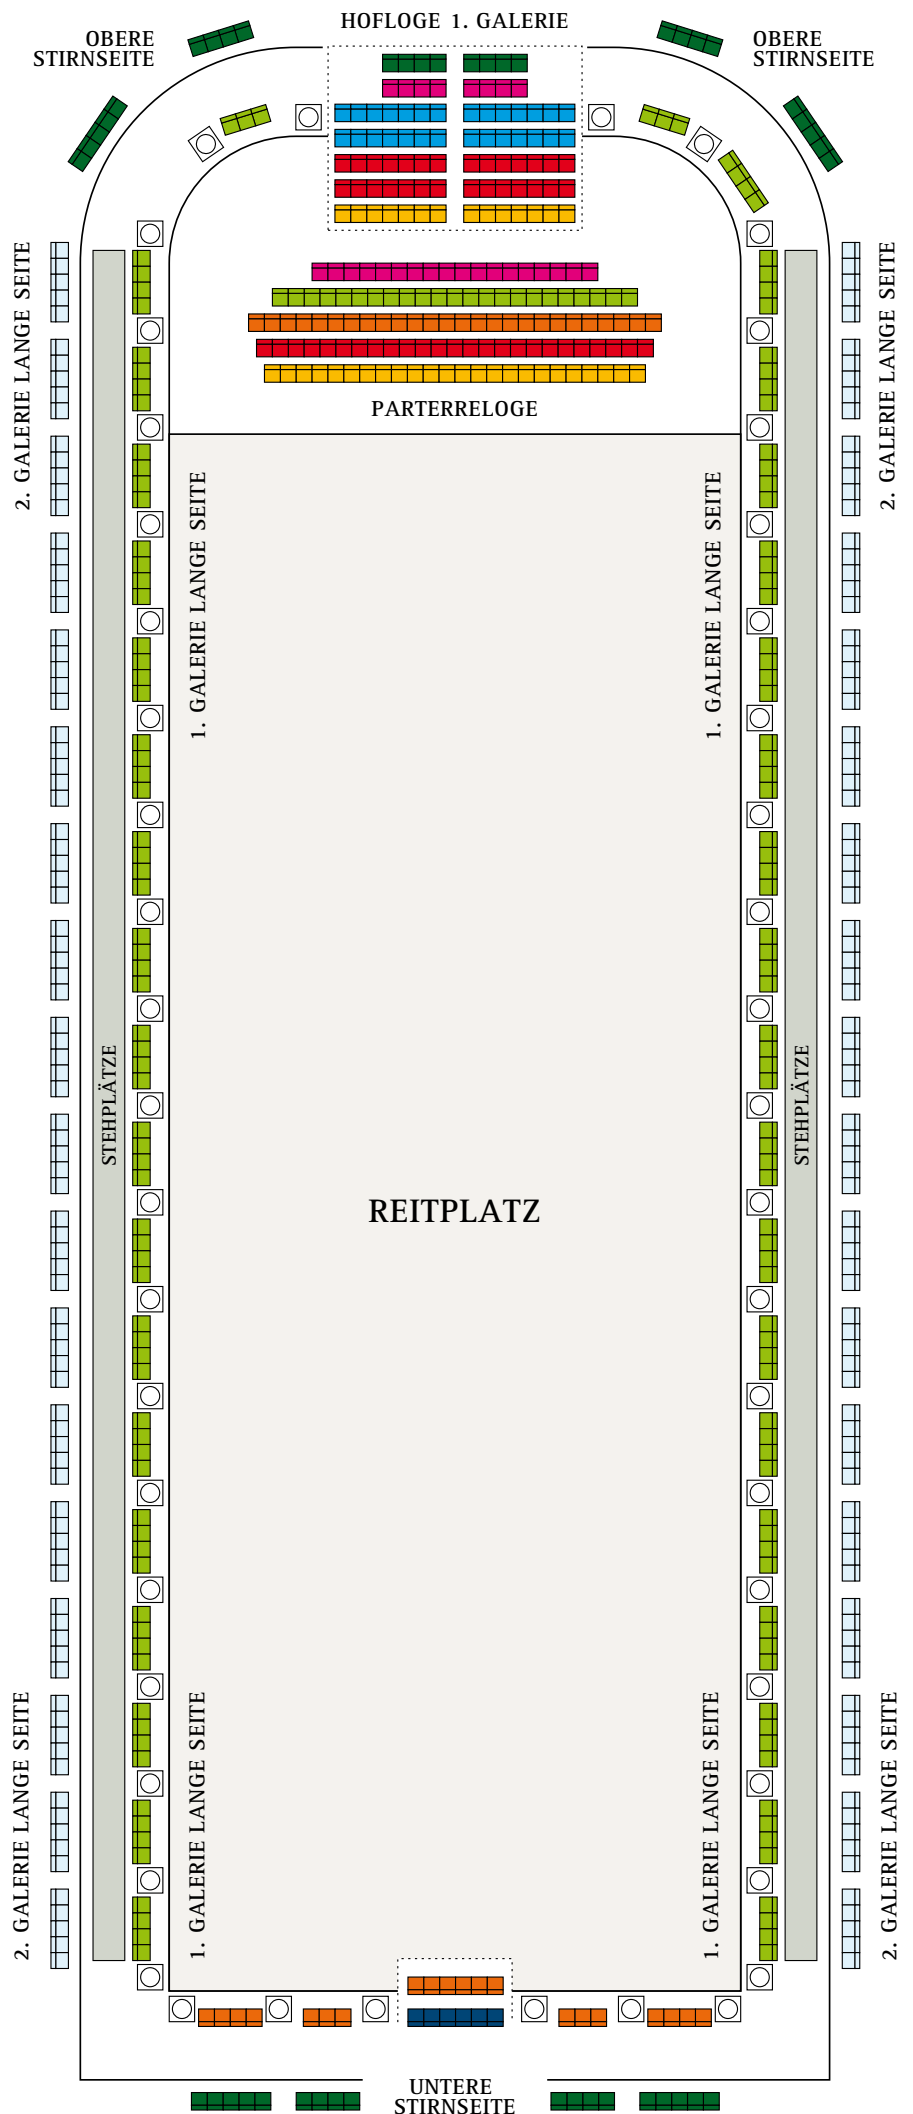 HOFLOGE 1. GALERIE
OBERE
STIRNSEITE
OBERE
STIRNSEITE
2. GALERIE LANGE SEITE
2. GALERIE LANGE SEITE
PARTERRELOGE
1. GALERIE LANGE SEITE
1. GALERIE LANGE SEITE
STEHPLÄTZE
STEHPLÄTZE
REITPLATZ
2. GALERIE LANGE SEITE
1. GALERIE LANGE SEITE
1. GALERIE LANGE SEITE
2. GALERIE LANGE SEITE
UNTERE
STIRNSEITE